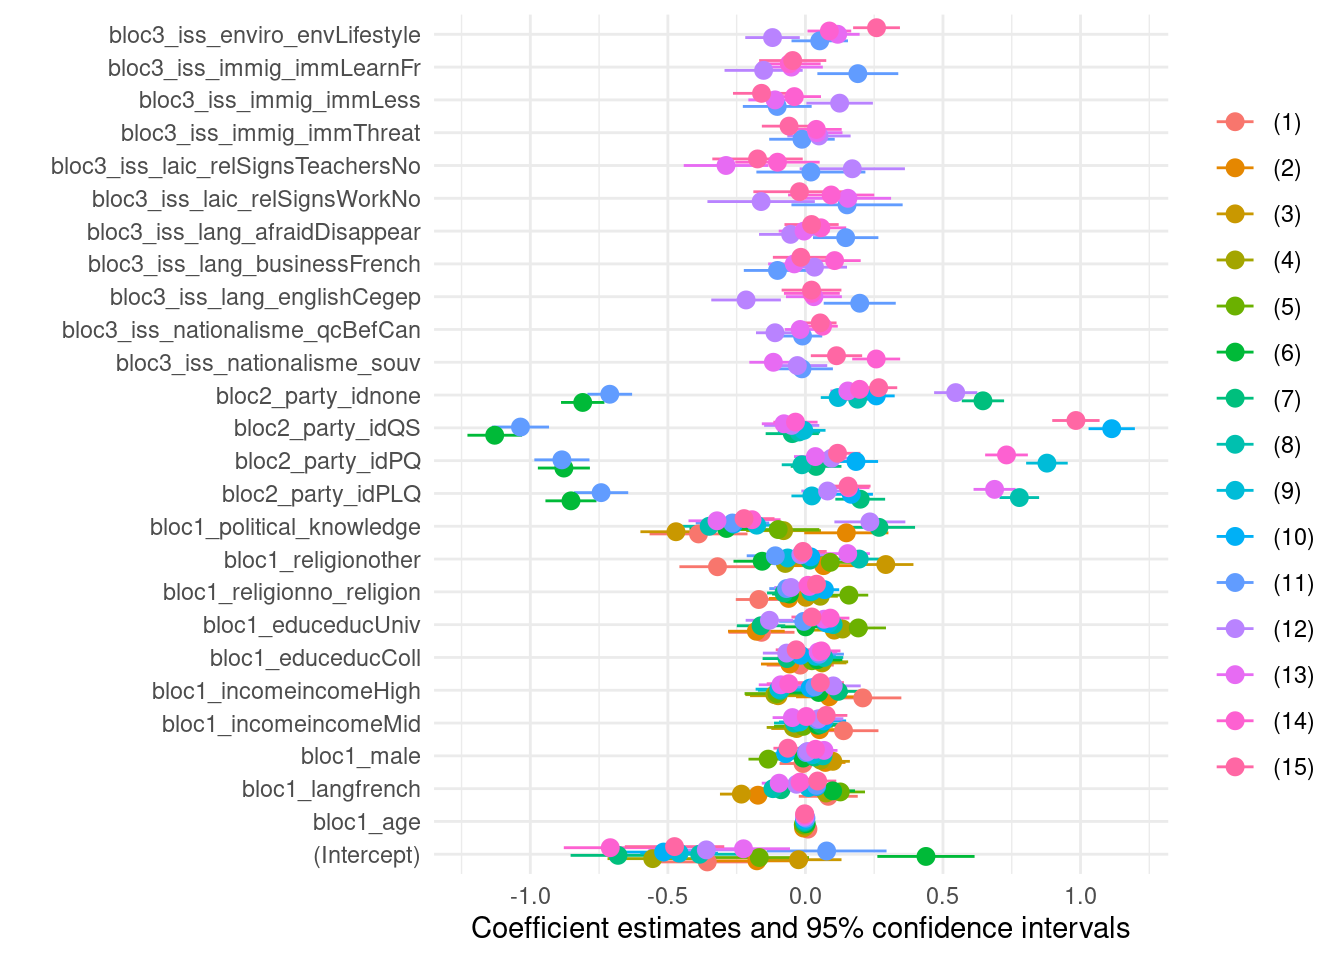 bloc3_iss_enviro_envLifestyle
bloc3_iss_immig_immLearnFr
bloc3_iss_immig_immLess
bloc3_iss_immig_immThreat
bloc3_iss_laic_relSignsTeachersNo
bloc3_iss_laic_relSignsWorkNo
bloc3_iss_lang_afraidDisappear
bloc3_iss_lang_businessFrench
bloc3_iss_lang_englishCegep
bloc3_iss_nationalisme_qcBefCan
bloc3_iss_nationalisme_souv
bloc2_party_idnone
bloc2_party_idQS
bloc2_party_idPQ
bloc2_party_idPLQ
bloc1_political_knowledge
bloc1_religionother
bloc1_religionno_religion
bloc1_educeducUniv
bloc1_educeducColl
bloc1_incomeincomeHigh
bloc1_incomeincomeMid
bloc1_male
bloc1_langfrench
bloc1_age
(Intercept)
-1.0 -0.5 0.0 0.5 1.0
Coefficient estimates and 95% confidence intervals
(1)
(2)
(3)
(4)
(5)
(6)
(7)
(8)
(9)
(10)
(11)
(12)
(13)
(14)
(15)